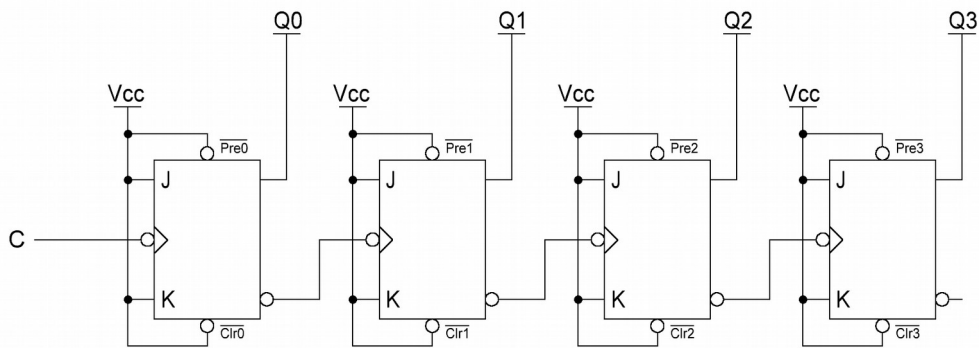 Q0 Q1 Q2 Q3
Vcc Vcc Vcc Vcc
Pre0 Pre1 Pre2 Pre3
J J J J
C
K K K K
Clr0 Clr1 Clr2 Clr3